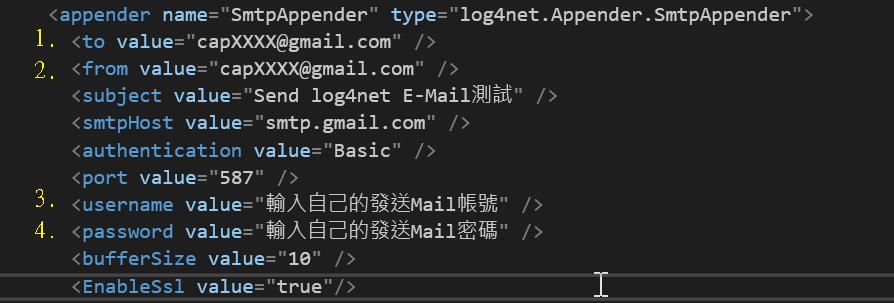 <appender name="SmtpAppender" type="log4net.Appender.SmtpAppender">
1. <to value="capXXXX@gmail.com" />
2. <from value="capXXXX@gmail.com" />
<subject value="Send log4net E-Mail測試" />
<smtpHost value="smtp.gmail.com" />
<authentication value="Basic" />
<port value="587" />
3. <username value="輸入自己的發送Mail帳號" />
4. <password value="輸入自己的發送Mail密碼" />
<bufferSize value="10" />
<EnableSsl value="true"/>